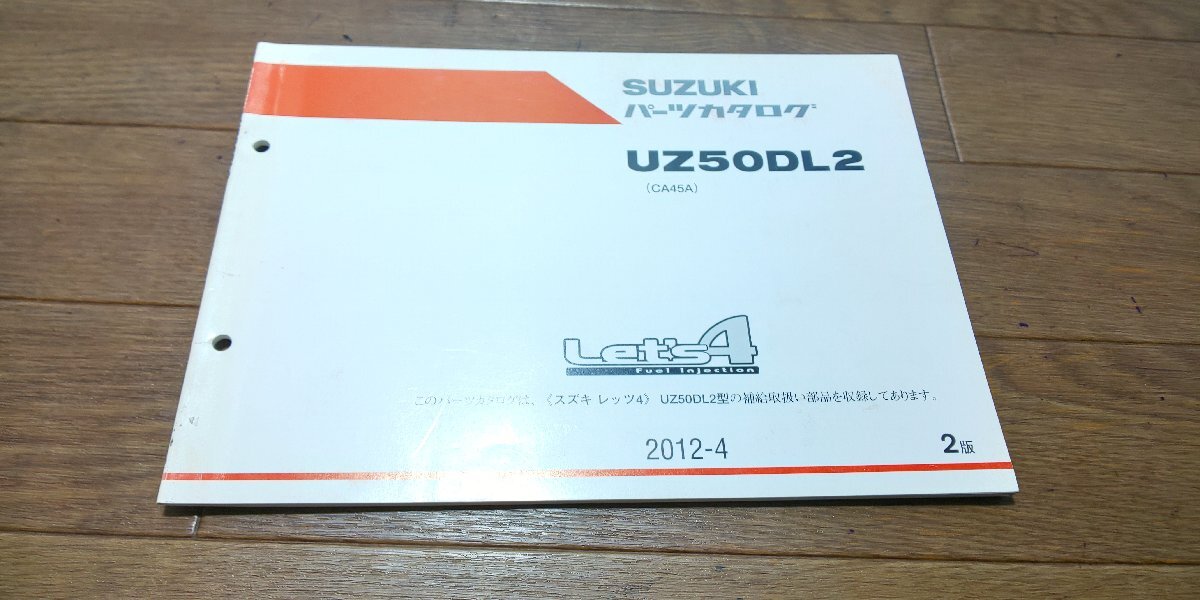 SUZUKI
パーツカタログ
UZ50DL2
(CA45A)
Let's4
Fuel Injection
このパーツカタログは、《スズキ レッツ4》 UZ50DL2型の補給取扱い部品を収録してあります。
2012-4
2版